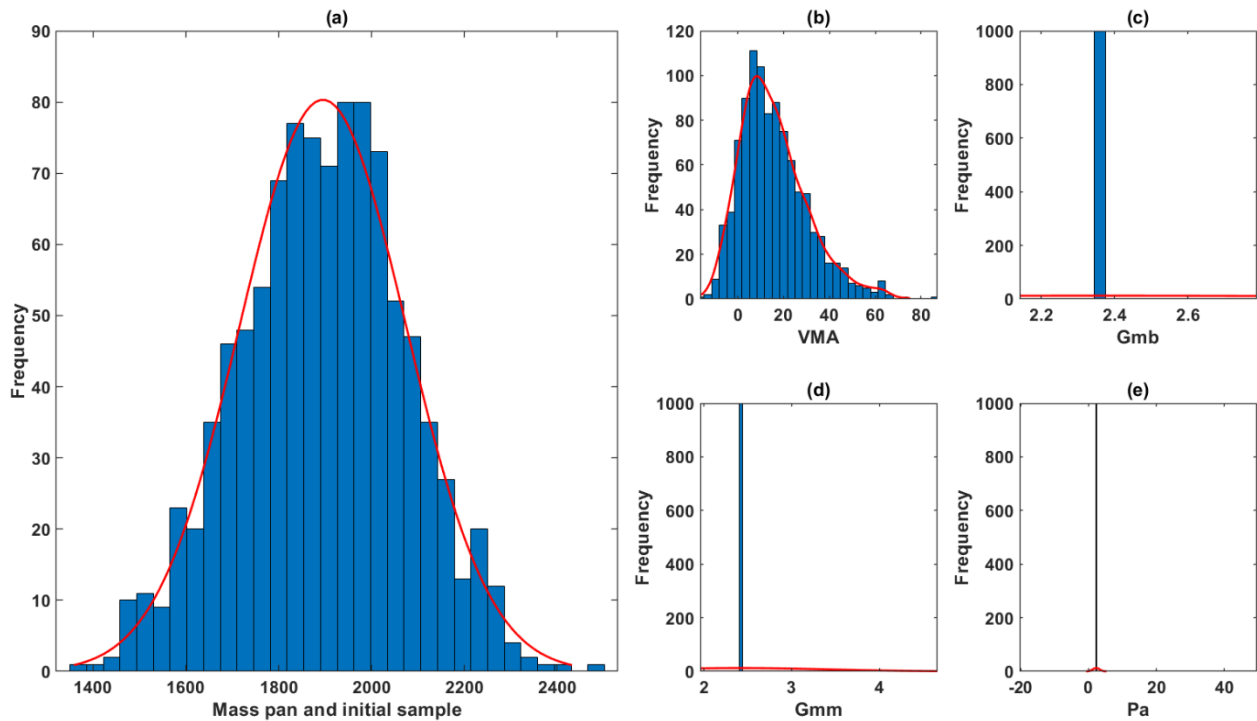 (a)
90
80
70
60
50
40
30
20
10
0
Frequency
1400 1600 1800 2000 2200 2400
Mass pan and initial sample
(b)
120
100
80
60
40
20
0
Frequency
0 20 40 60 80
VMA
(c)
1000
800
600
400
200
0
Frequency
2.2 2.4 2.6
Gmb
(d)
1000
800
600
400
200
0
Frequency
2 3 4
Gmm
(e)
1000
800
600
400
200
0
Frequency
-20 0 20 40
Pa